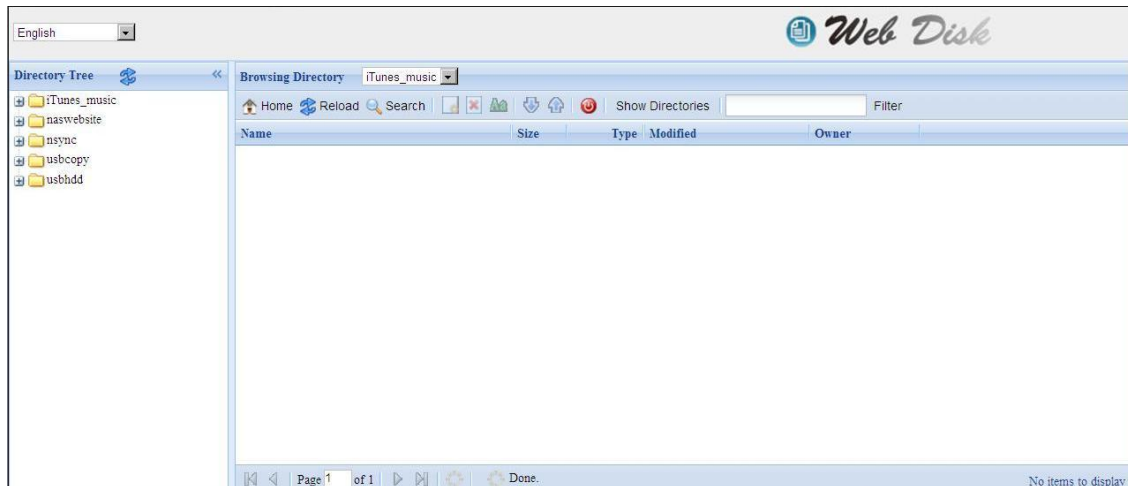 English
Web Disk
Directory Tree
Browsing Directory iTunes_music
iTunes_music
naswebsite
nsync
usbcopy
usbhdd
Home Reload Search Show Directories Filter
Name Size Type Modified Owner
Page 1 of 1 Done. No items to display